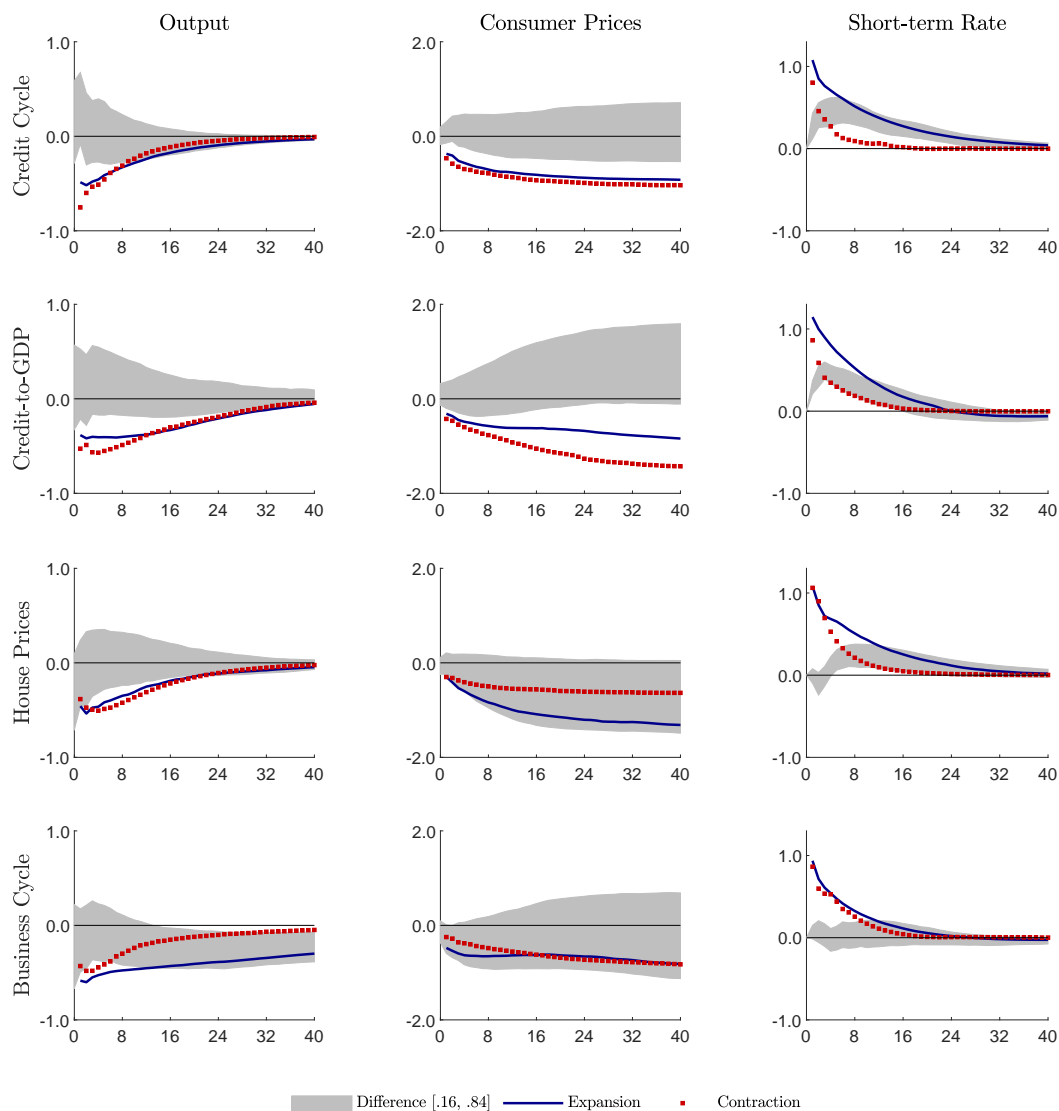 Output Consumer Prices Short-term Rate
Credit Cycle
1.0
0.0
-1.0
0 8 16 24 32 40
2.0
0.0
-2.0
0 8 16 24 32 40
1.0
0.0
-1.0
0 8 16 24 32 40
Credit-to-GDP
1.0
0.0
-1.0
0 8 16 24 32 40
2.0
0.0
-2.0
0 8 16 24 32 40
1.0
0.0
-1.0
0 8 16 24 32 40
House Prices
1.0
0.0
-1.0
0 8 16 24 32 40
2.0
0.0
-2.0
0 8 16 24 32 40
1.0
0.0
-1.0
0 8 16 24 32 40
Business Cycle
1.0
0.0
-1.0
0 8 16 24 32 40
2.0
0.0
-2.0
0 8 16 24 32 40
1.0
0.0
-1.0
0 8 16 24 32 40
Difference [.16, .84] Expansion Contraction